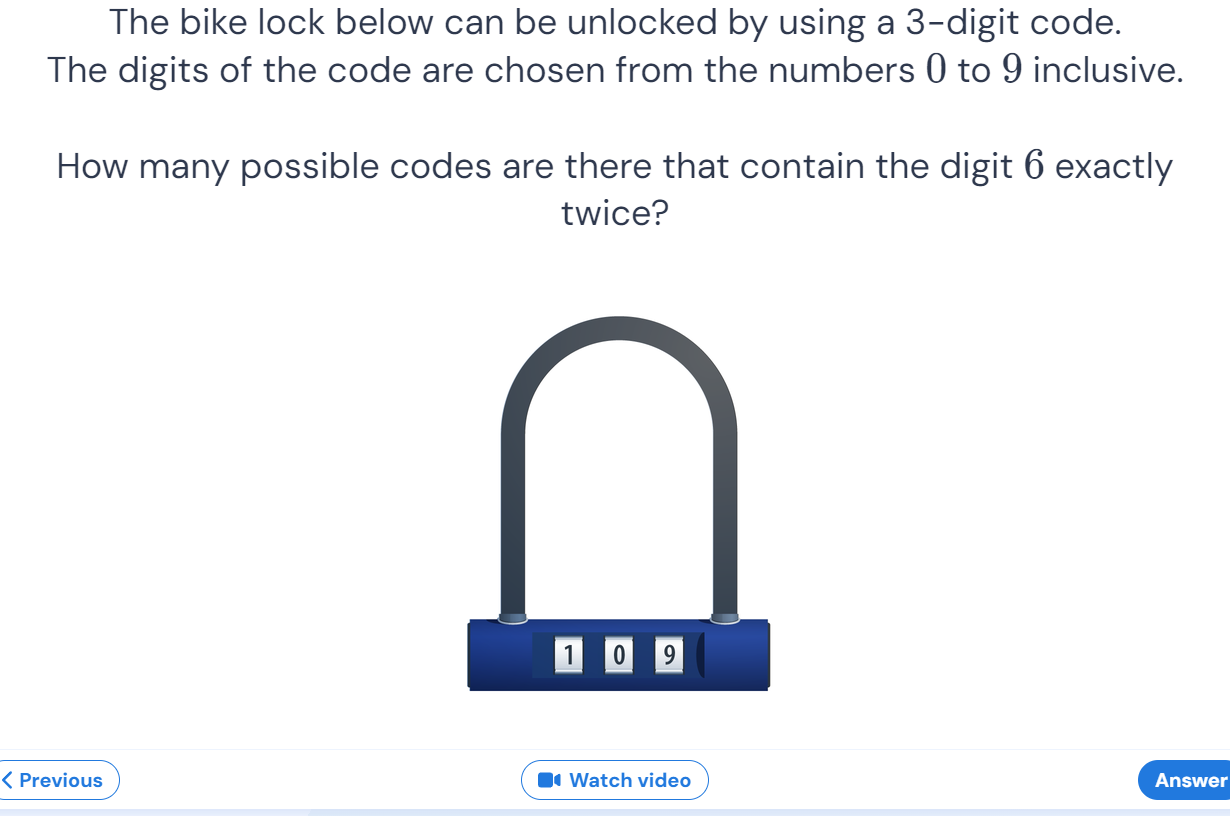 The bike lock below can be unlocked by using a 3-digit code.
The digits of the code are chosen from the numbers 0 to 9 inclusive.
How many possible codes are there that contain the digit 6 exactly
twice?
1 0 9
Previous
Watch video
Answer